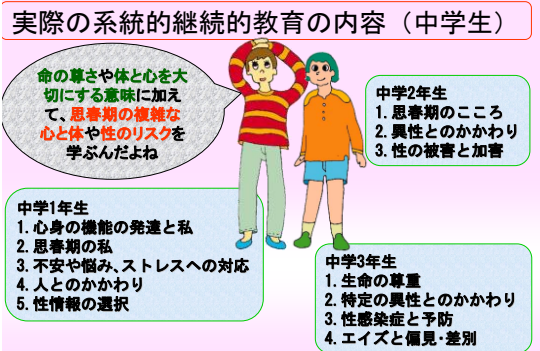 実際の系統的継続的教育の内容（中学生）
命の尊さや体と心を大
切にする意味に加え
て、思春期の複雑な
心と体や性のリスクを
学ぶんだよね
中学2年生
1.思春期のこころ
2.異性とのかかわり
3.性の被害と加害
中学1年生
1.心身の機能の発達と私
2.思春期の私
3.不安や悩み、ストレスへの対応
4.人とのかかわり
5.性情報の選択
中学3年生
1.生命の尊重
2.特定の異性とのかかわり
3.性感染症と予防
4.エイズと偏見・差別